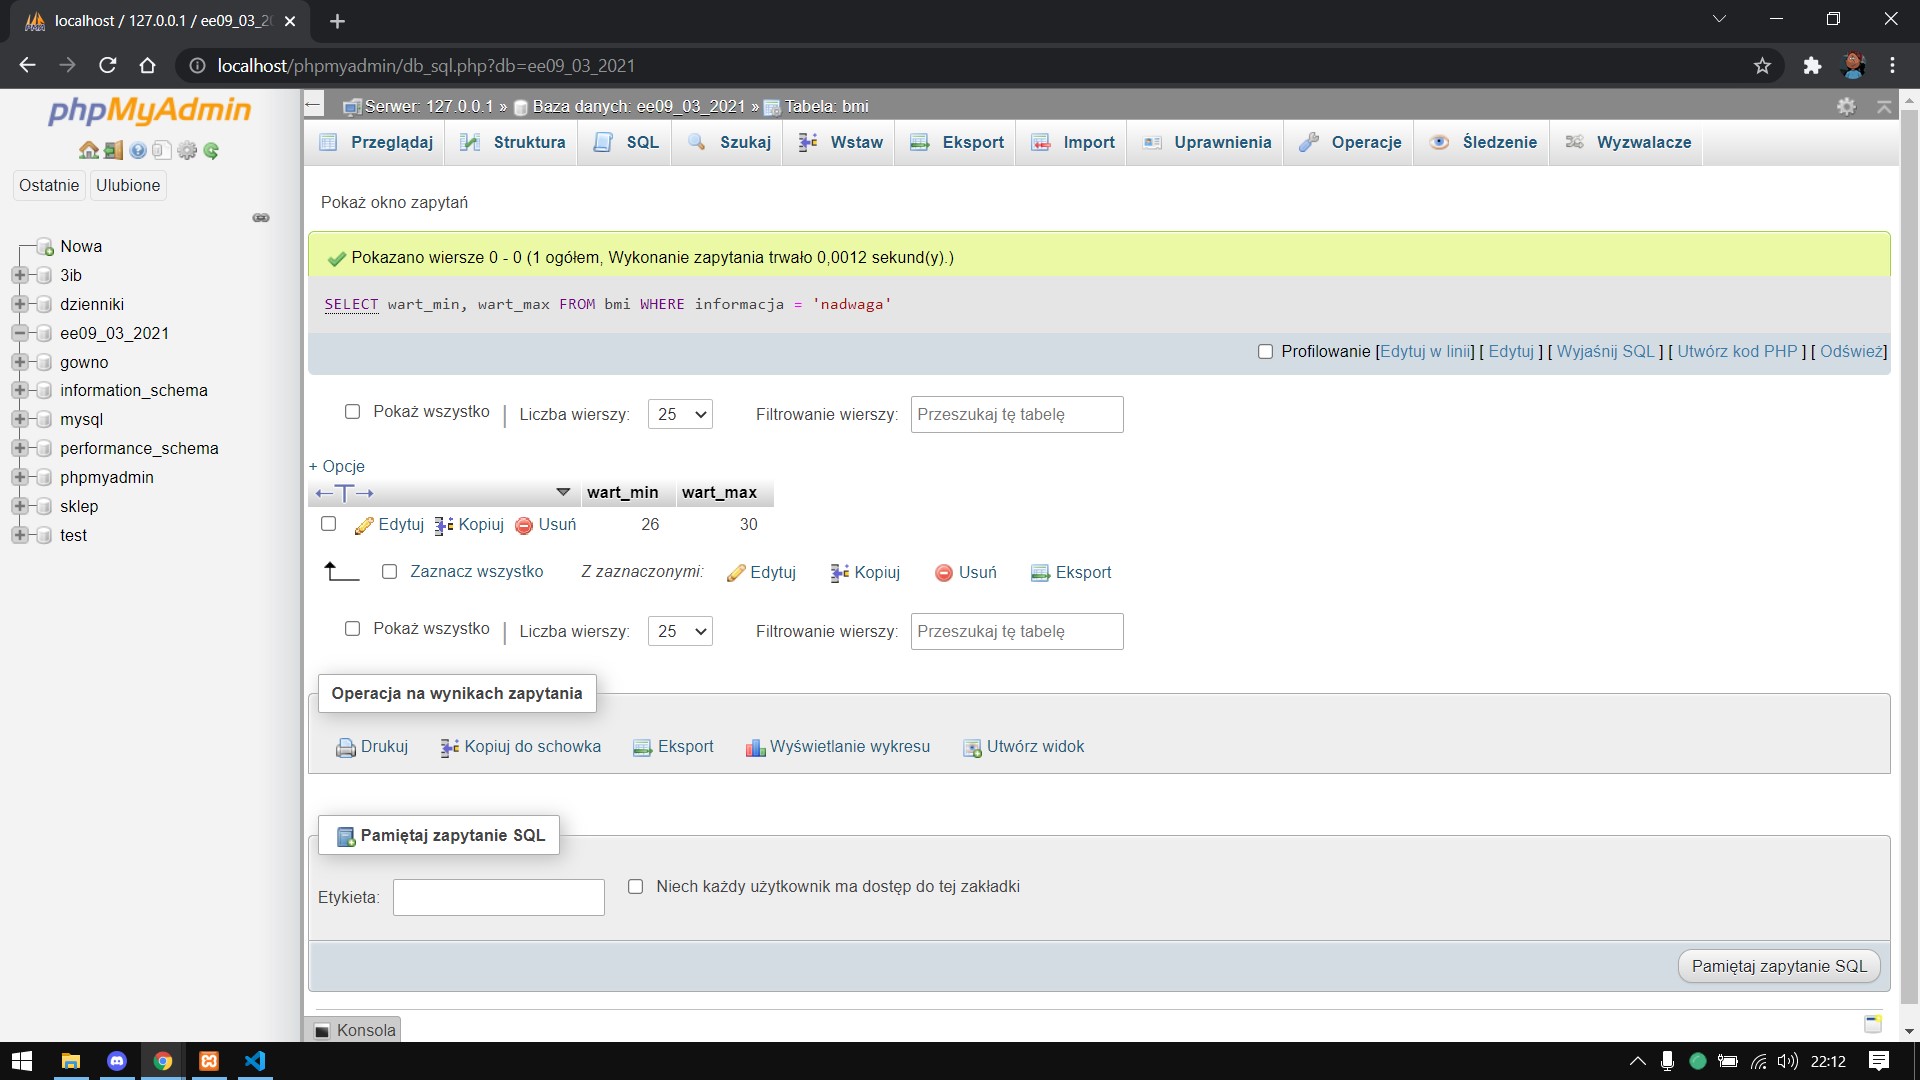 localhost / 127.0.0.1 / ee09_03_2
localhost/phpmyadmin/db_sql.php?db=ee09_03_2021
phpMyAdmin
Ostatnie Ulubione
Nowa
3ib
dzienniki
ee09_03_2021
gowno
information_schema
mysql
performance_schema
phpmyadmin
sklep
test
Serwer: 127.0.0.1 » Baza danych: ee09_03_2021 » Tabela: bmi
Przeglądaj Struktura SQL Szukaj Wstaw Eksport Import Uprawnienia Operacje Śledzenie Wyzwalacze
Pokaż okno zapytań
Pokazano wiersze 0 - 0 (1 ogółem, Wykonanie zapytania trwało 0,0012 sekund(y).)
SELECT wart_min, wart_max FROM bmi WHERE informacja = 'nadwaga'
Profilowanie [Edytuj w linii] [ Edytuj ] [ Wyjaśnij SQL ] [ Utwórz kod PHP ] [ Odśwież]
Pokaż wszystko | Liczba wierszy: 25 Filtrowanie wierszy: Przeszukaj tę tabelę
+ Opcje
←T→ wart_min wart_max
Edytuj Kopiuj Usuń 26 30
Zaznacz wszystko Z zaznaczonymi: Edytuj Kopiuj Usuń Eksport
Pokaż wszystko | Liczba wierszy: 25 Filtrowanie wierszy: Przeszukaj tę tabelę
Operacja na wynikach zapytania
Drukuj Kopiuj do schowka Eksport Wyświetlanie wykresu Utwórz widok
Pamiętaj zapytanie SQL
Etykieta: Niech każdy użytkownik ma dostęp do tej zakładki
Pamiętaj zapytanie SQL
Konsola
22:12